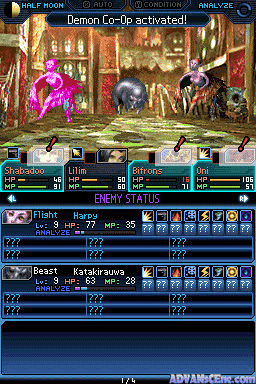 HALF MOON AUTO CONDITION ANALYZE
Demon Co-Op activated!
Shabadoo Lilim Bifrons Oni
HP 46 HP 50 HP 16 HP 106
MP 91 MP 60 MP 71 MP 57
ENEMY STATUS
Flight Harpy
Lv: 9 HP: 77 MP: 35
ANALYZE ?? ?? ?? ?? ?? ?? ?? ??
??? ??? ???
??? ??? ???
Beast Katakirauwa
Lv: 9 HP: 63 MP: 28
ANALYZE ?? ?? ?? ?? ?? ?? ?? ??
??? ??? ???
??? ??? ???
1/4
ADVANsCEnc.com